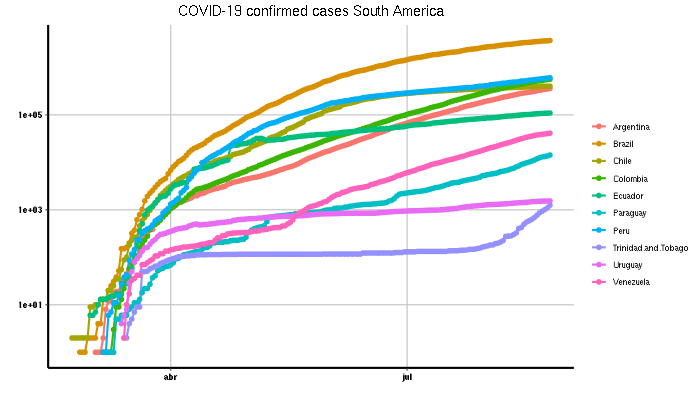 COVID-19 confirmed cases South America
1e+05
1e+03
1e+01
abr
jul
Argentina
Brazil
Chile
Colombia
Ecuador
Paraguay
Peru
Trinidad.and.Tobago
Uruguay
Venezuela